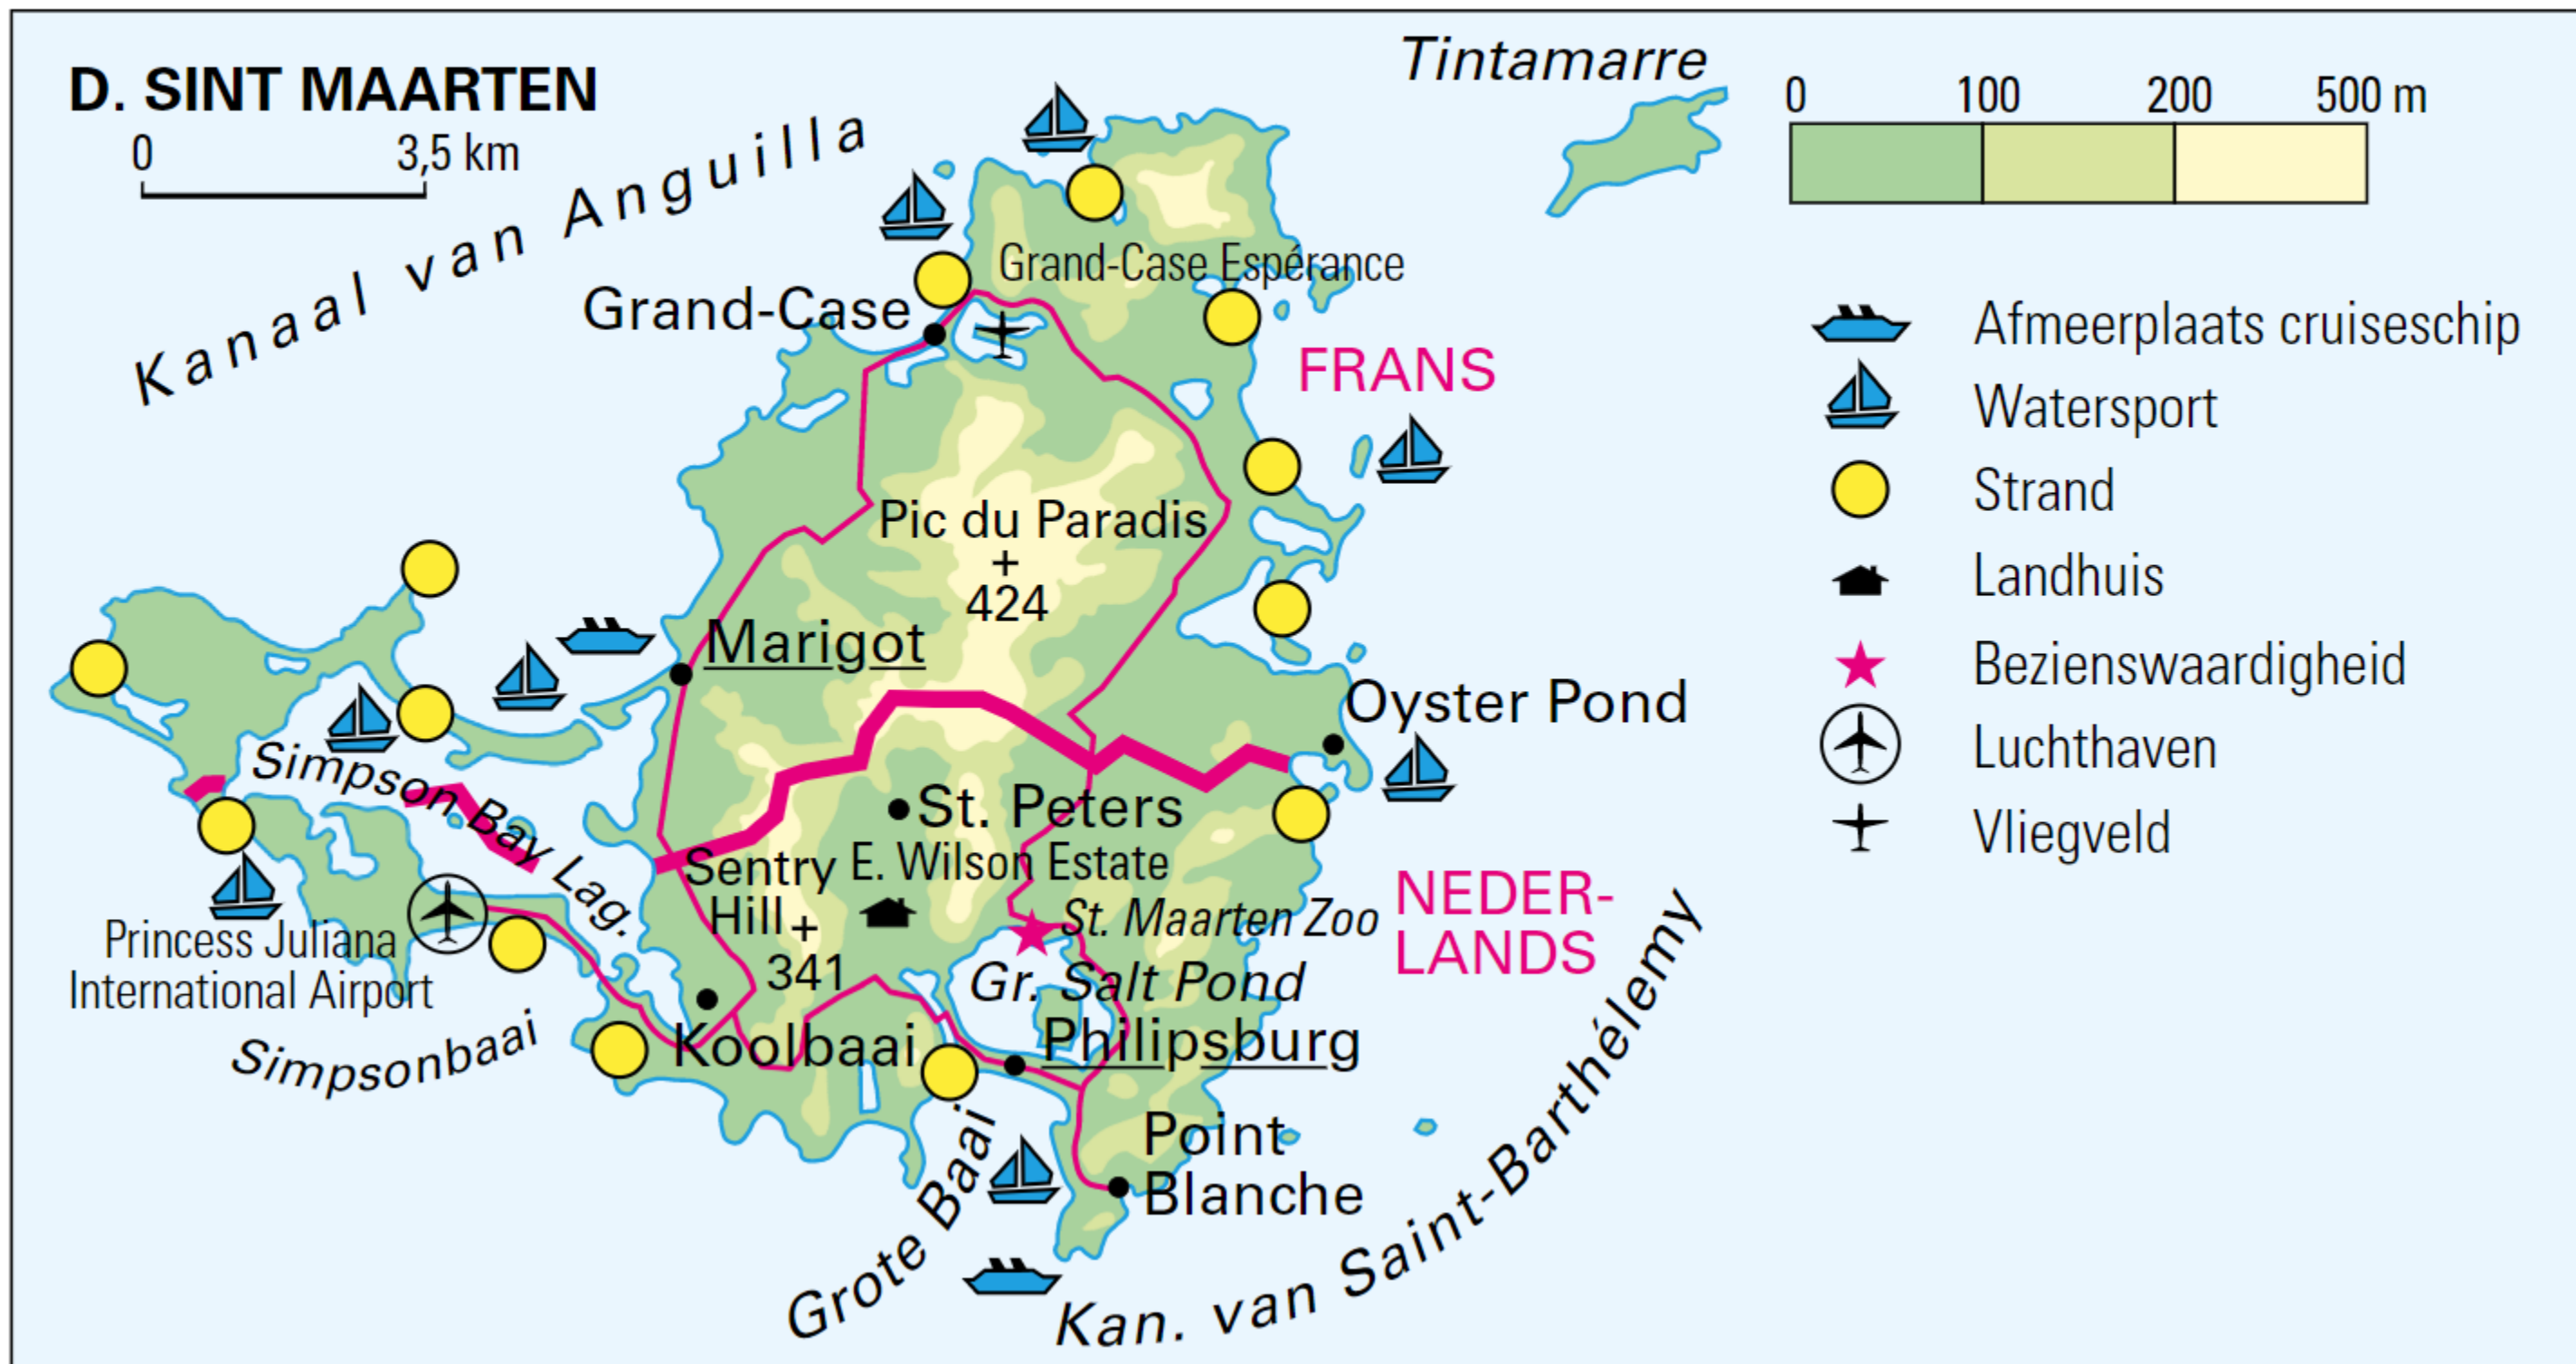 D. SINT MAARTEN
0 3,5 km
Kanaal van Anguilla
Tintamarre
0 100 200 500 m
Grand-Case Espérance
Grand-Case
FRANS
Pic du Paradis
+
424
Marigot
Oyster Pond
Simpson Bay Lag.
St. Peters
Sentry
Hill +
341
E. Wilson Estate
St. Maarten Zoo
NEDER-
LANDS
Princess Juliana
International Airport
Gr. Salt Pond
Simpsonbaai
Koolbaai
Philipsburg
Point
Blanche
Grote Baai
Kan. van Saint-Barthélemy
Afmeerplaats cruiseschip
Watersport
Strand
Landhuis
Bezienswaardigheid
Luchthaven
Vliegveld